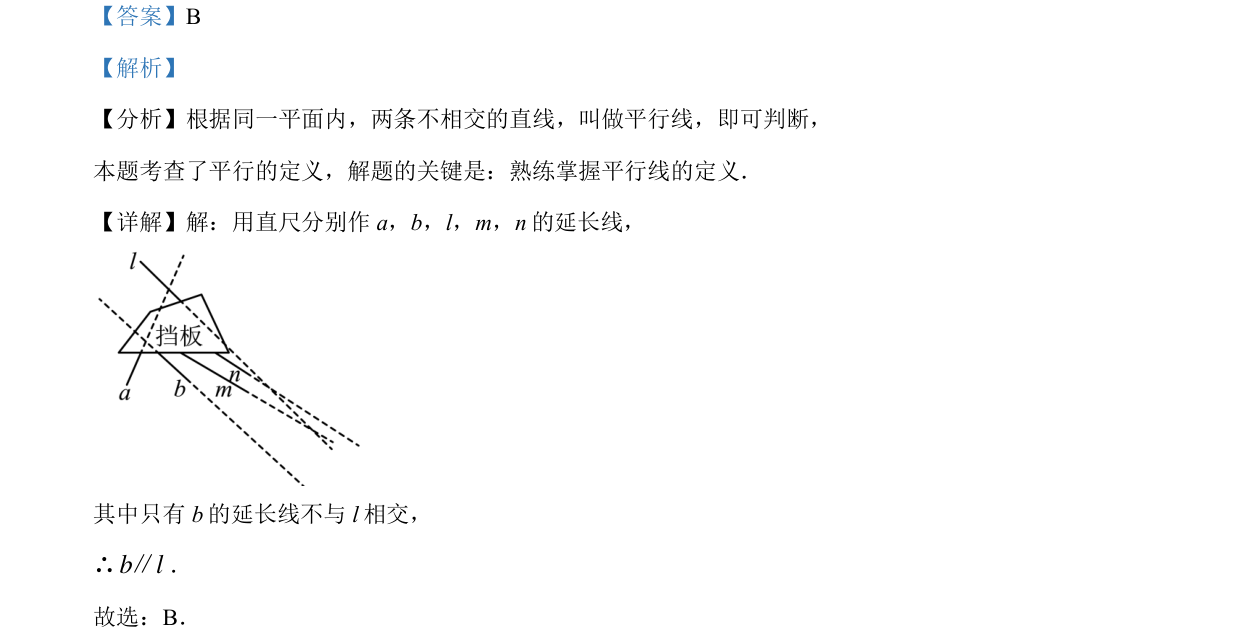 【答案】B
【解析】
【分析】根据同一平面内，两条不相交的直线，叫做平行线，即可判断，
本题考查了平行的定义，解题的关键是：熟练掌握平行线的定义．
【详解】解：用直尺分别作 a，b，l，m，n 的延长线，
l
挡板
n
a
b
m
其中只有 b 的延长线不与 l 相交，
∴ b // l ．
故选：B．